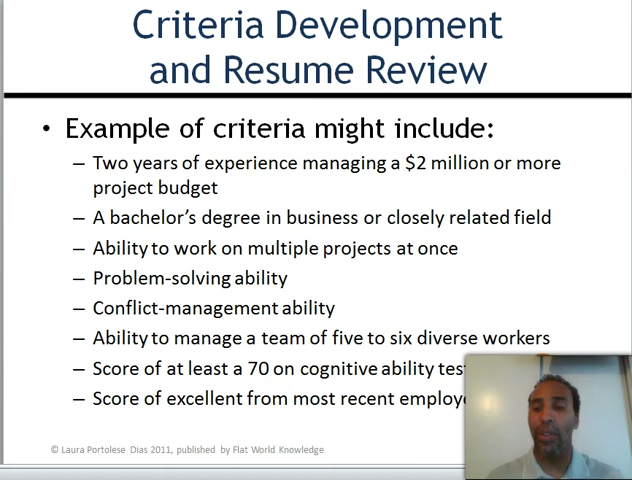 Criteria Development
and Resume Review
• Example of criteria might include:
– Two years of experience managing a $2 million or more
project budget
– A bachelor's degree in business or closely related field
– Ability to work on multiple projects at once
– Problem-solving ability
– Conflict-management ability
– Ability to manage a team of five to six diverse workers
– Score of at least a 70 on cognitive ability test
– Score of excellent from most recent employe
© Laura Portolese Dias 2011, published by Flat World Knowledge